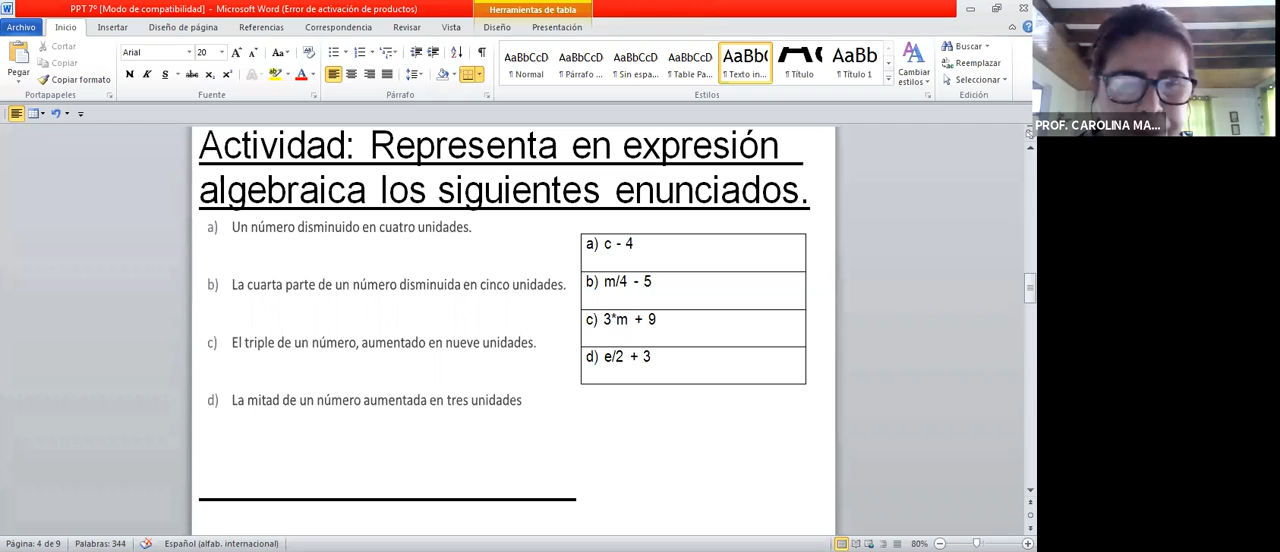 PPT 7º [Modo de compatibilidad] - Microsoft Word (Error de activación de productos)
Herramientas de tabla
Archivo Inicio Insertar Diseño de página Referencias Correspondencia Revisar Vista Diseño Presentación
Pegar
Cortar
Copiar
Copiar formato
Portapapeles
Arial 20
Fuente
Párrafo
AaBbCcD AaBbCcD AaBbCcD AaBbCcD AaBb( AaBb
¶ Normal ¶ Párrafo ... ¶ Sin espa... ¶ Table Pa... ¶ Texto in... ¶ Título ¶ Título 1
Cambiar
estilos
Estilos
Buscar
Reemplazar
Seleccionar
Edición
PROF. CAROLINA MA...
Actividad: Representa en expresión
algebraica los siguientes enunciados.
a) Un número disminuido en cuatro unidades.
b) La cuarta parte de un número disminuida en cinco unidades.
c) El triple de un número, aumentado en nueve unidades.
d) La mitad de un número aumentada en tres unidades
a) c - 4
b) m/4 - 5
c) 3*m + 9
d) e/2 + 3
Página: 4 de 9 Palabras: 344 Español (alfab. internacional) 80%